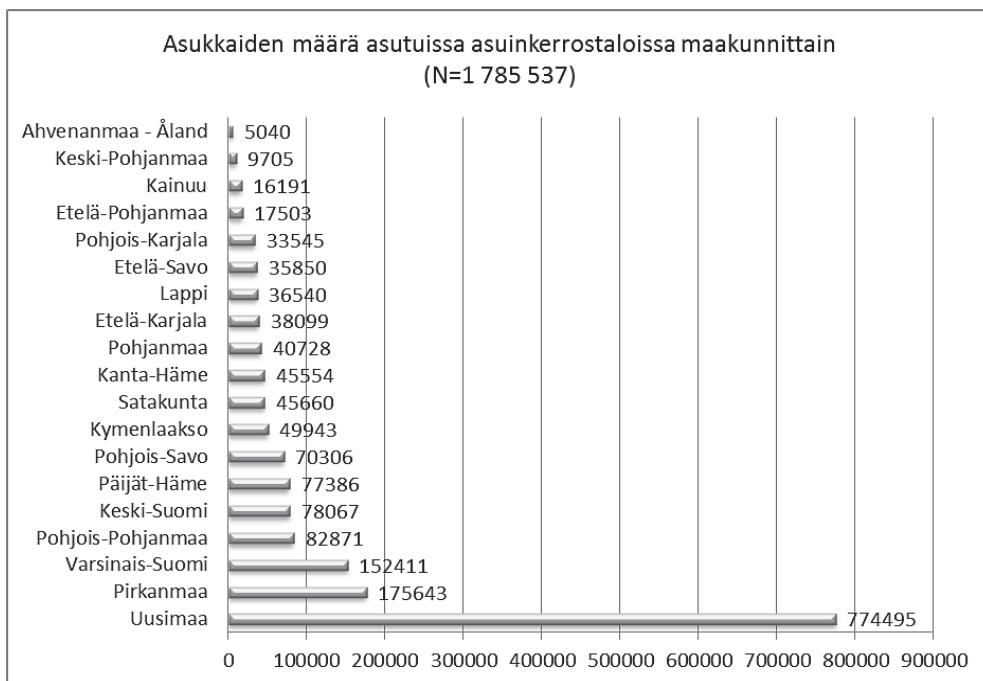 Asukkaiden määrä asutuissa asuinkerrostaloissa maakunnittain
(N=1 785 537)
Ahvenanmaa - Åland 5040
Keski-Pohjanmaa 9705
Kainuu 16191
Etelä-Pohjanmaa 17503
Pohjois-Karjala 33545
Etelä-Savo 35850
Lappi 36540
Etelä-Karjala 38099
Pohjanmaa 40728
Kanta-Häme 45554
Satakunta 45660
Kymenlaakso 49943
Pohjois-Savo 70306
Päijät-Häme 77386
Keski-Suomi 78067
Pohjois-Pohjanmaa 82871
Varsinais-Suomi 152411
Pirkanmaa 175643
Uusimaa 774495
0 100000 200000 300000 400000 500000 600000 700000 800000 900000